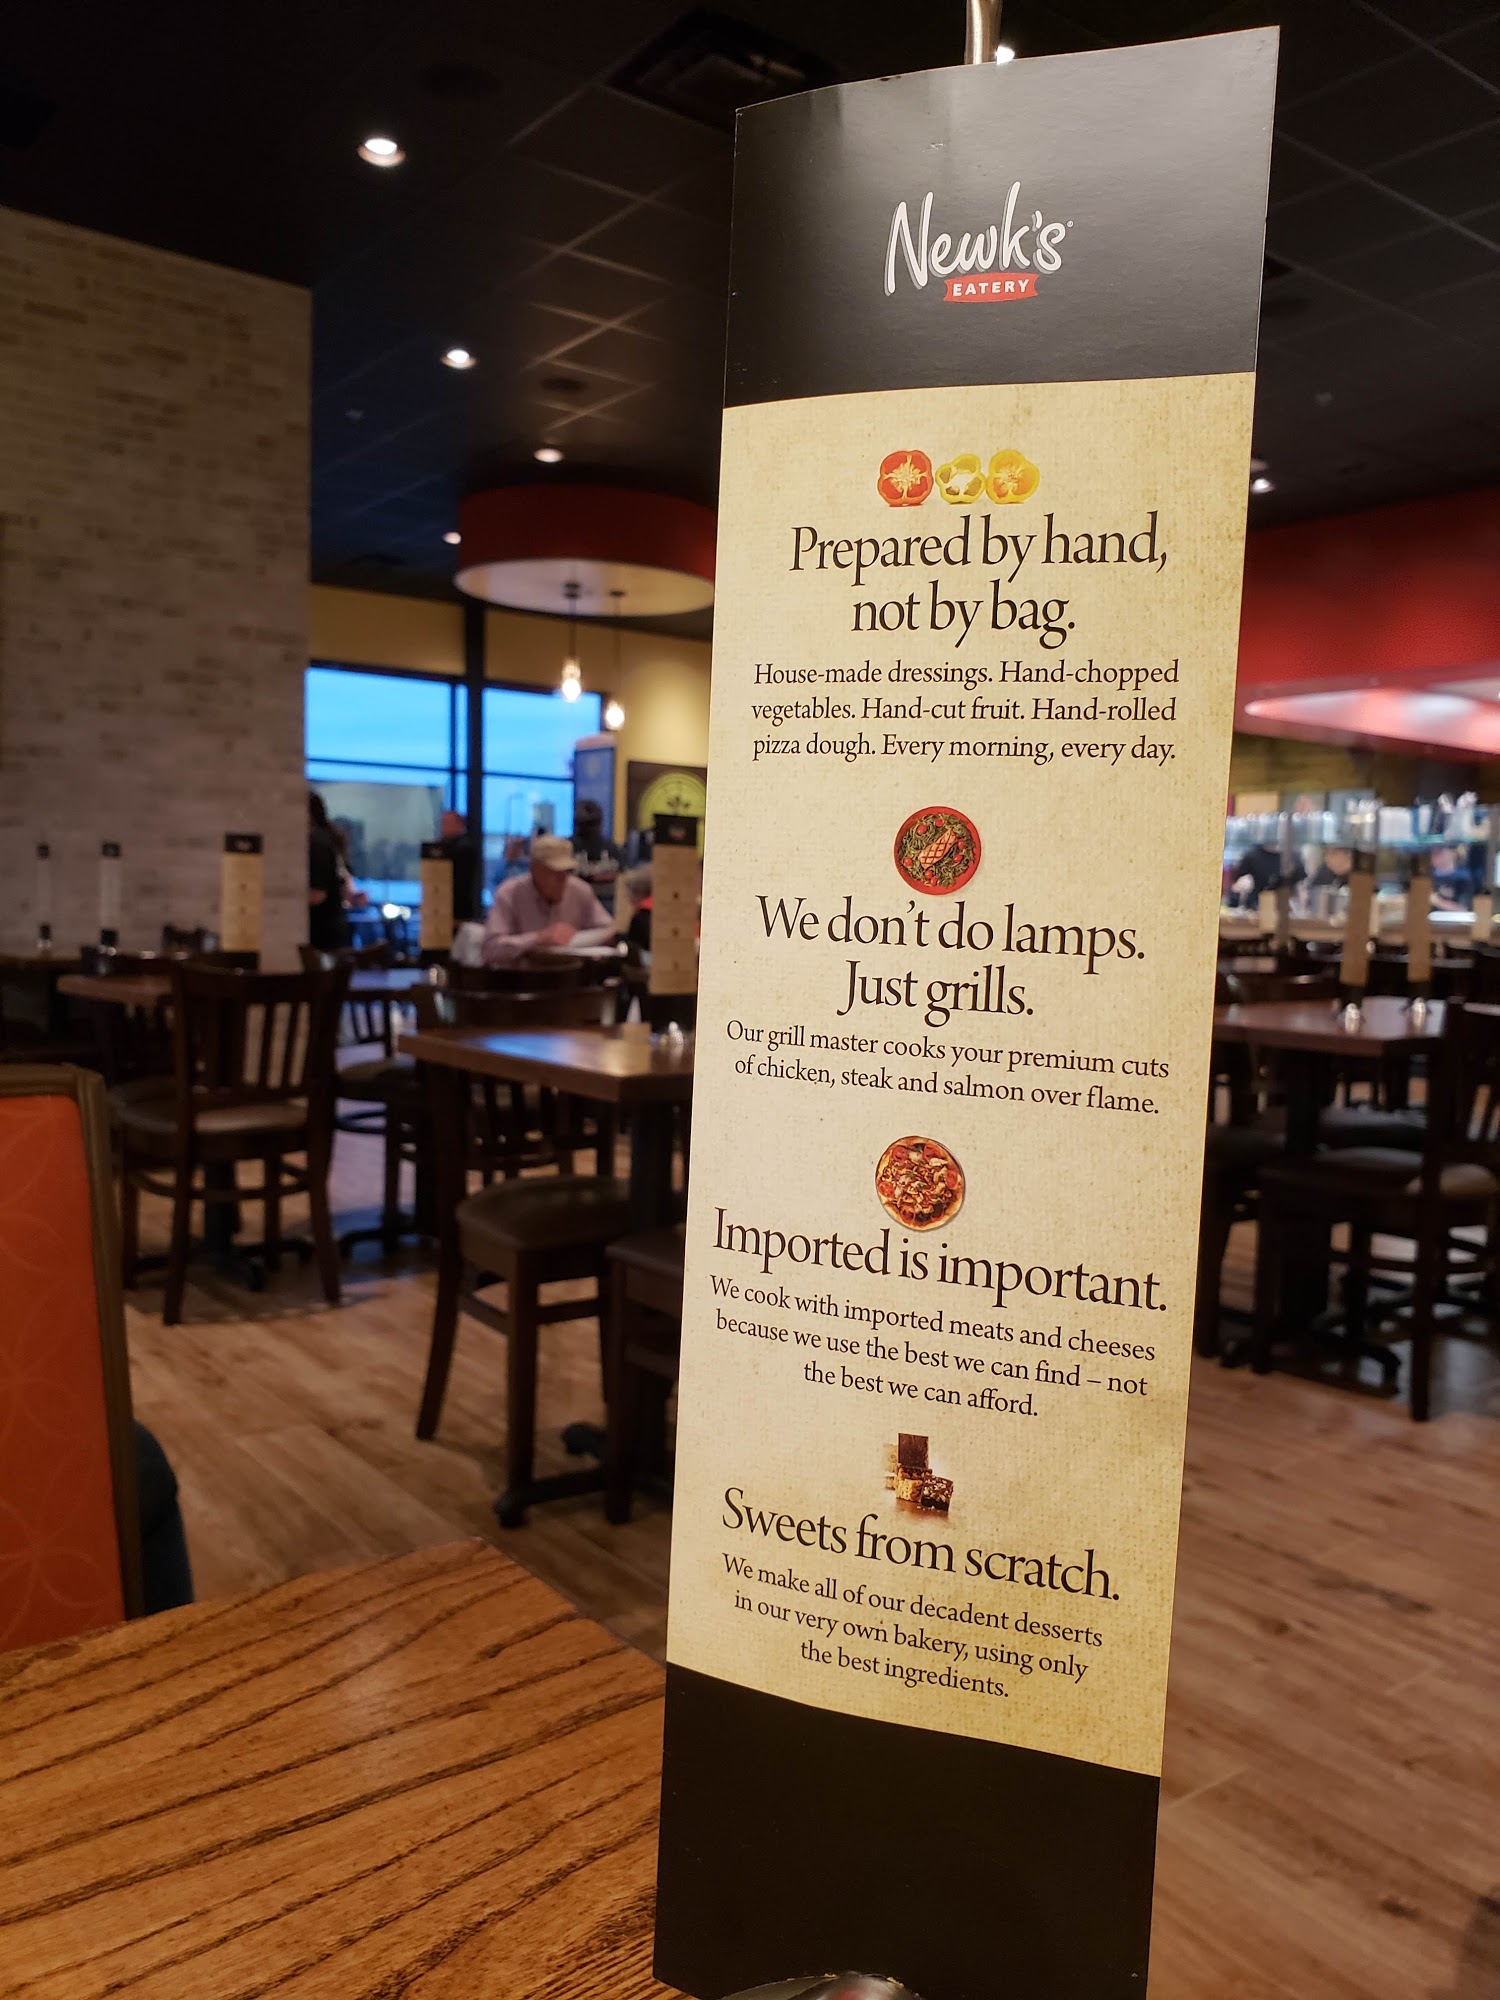 Newk's
EATERY
Prepared by hand,
not by bag.
House-made dressings. Hand-chopped
vegetables. Hand-cut fruit. Hand-rolled
pizza dough. Every morning, every day.
We don't do lamps.
Just grills.
Our grill master cooks your premium cuts
of chicken, steak and salmon over flame.
Imported is important.
We cook with imported meats and cheeses
because we use the best we can find – not
the best we can afford.
Sweets from scratch.
We make all of our decadent desserts
in our very own bakery, using only
the best ingredients.